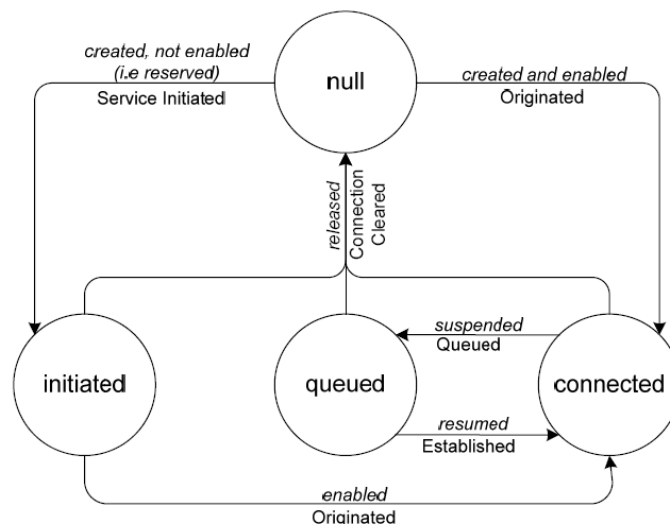 created, not enabled
(i.e reserved)
Service Initiated
null
created and enabled
Originated
released
Connection
Cleared
suspended
Queued
initiated
queued
connected
resumed
Established
enabled
Originated